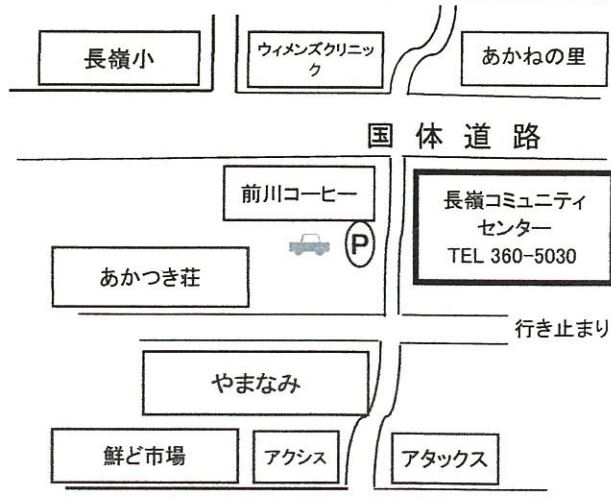 長嶺小
ウィメンズクリニッ
ク
あかねの里
国体道路
前川コーヒー
長嶺コミュニティ
センター
TEL 360-5030
P
あかつき荘
行き止まり
やまなみ
鮮ど市場
アクシス
アタックス